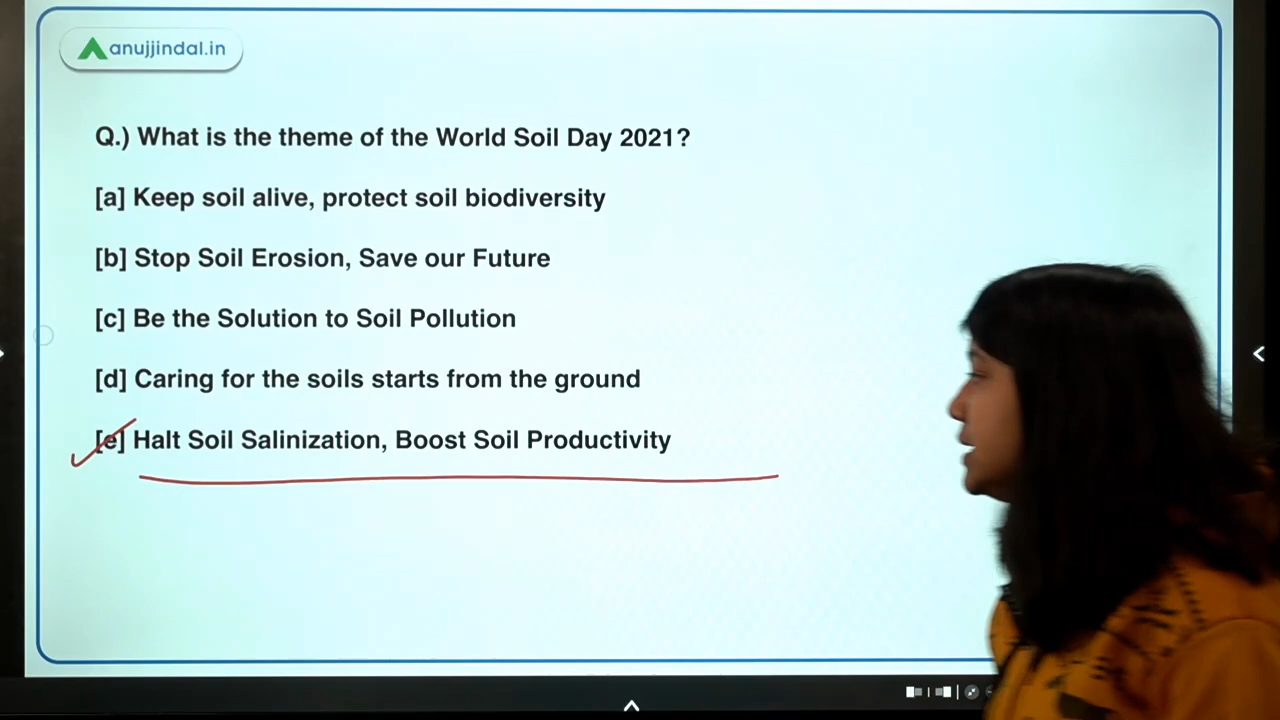 anujjindal.in
Q.) What is the theme of the World Soil Day 2021?
[a] Keep soil alive, protect soil biodiversity
[b] Stop Soil Erosion, Save our Future
[c] Be the Solution to Soil Pollution
[d] Caring for the soils starts from the ground
[e] Halt Soil Salinization, Boost Soil Productivity